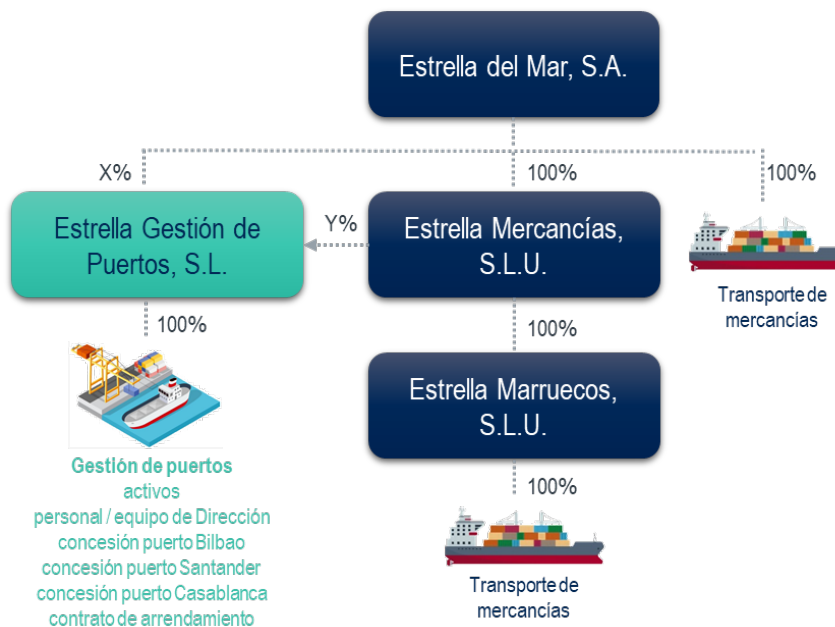 Estrella del Mar, S.A.
X%
100%
100%
Estrella Gestión de
Puertos, S.L.
Y%
Estrella Mercancías,
S.L.U.
Transporte de
mercancías
100%
100%
Estrella Marruecos,
S.L.U.
Gestión de puertos
activos
personal / equipo de Dirección
concesión puerto Bilbao
concesión puerto Santander
concesión puerto Casablanca
contrato de arrendamiento
100%
Transporte de
mercancías